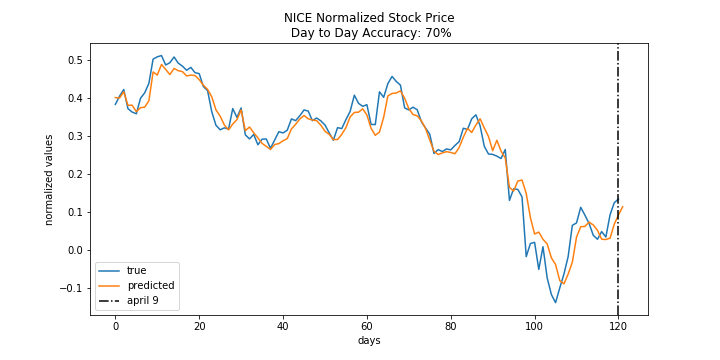 NICE Normalized Stock Price
Day to Day Accuracy: 70%
normalized values
0.5
0.4
0.3
0.2
0.1
0.0
−0.1
true
predicted
april 9
0 20 40 60 80 100 120
days